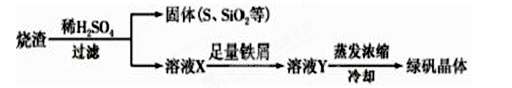 固体(S、SiO₂等)
烧渣 稀H₂SO₄ 过滤
溶液X 足量铁屑 溶液Y 蒸发浓缩 冷却 绿矾晶体